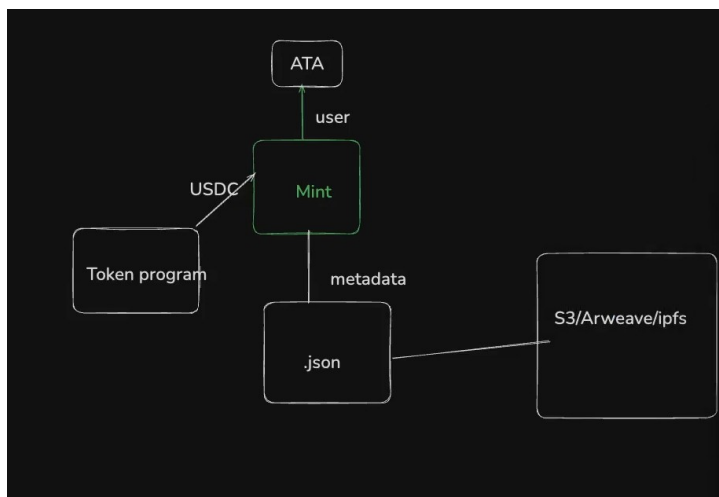 ATA
user
USDC
Mint
Token program
metadata
S3/Arweave/ipfs
.json